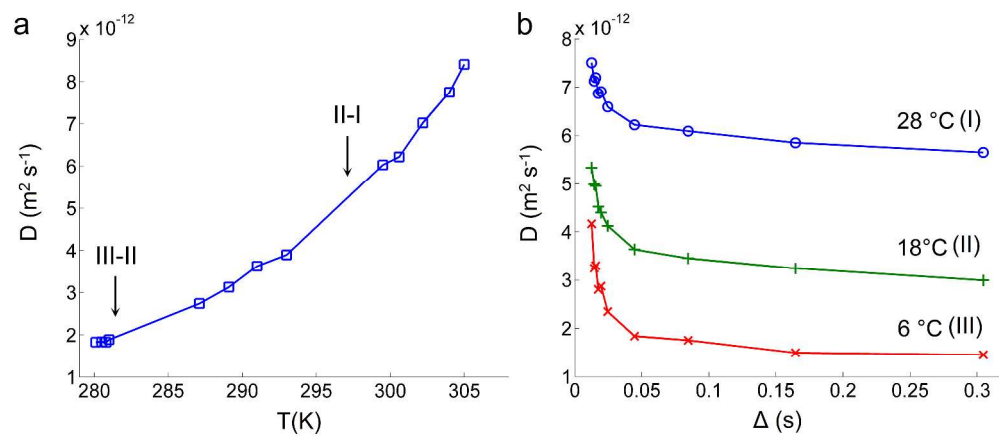 a
x 10⁻¹²
9
8
7
6
5
4
3
2
1
D (m² s⁻¹)
III-II
II-I
280
285
290
295
300
305
T(K)
b
x 10⁻¹²
8
7
6
5
4
3
2
1
D (m² s⁻¹)
28 °C (I)
18°C (II)
6 °C (III)
0
0.05
0.1
0.15
0.2
0.25
0.3
Δ (s)